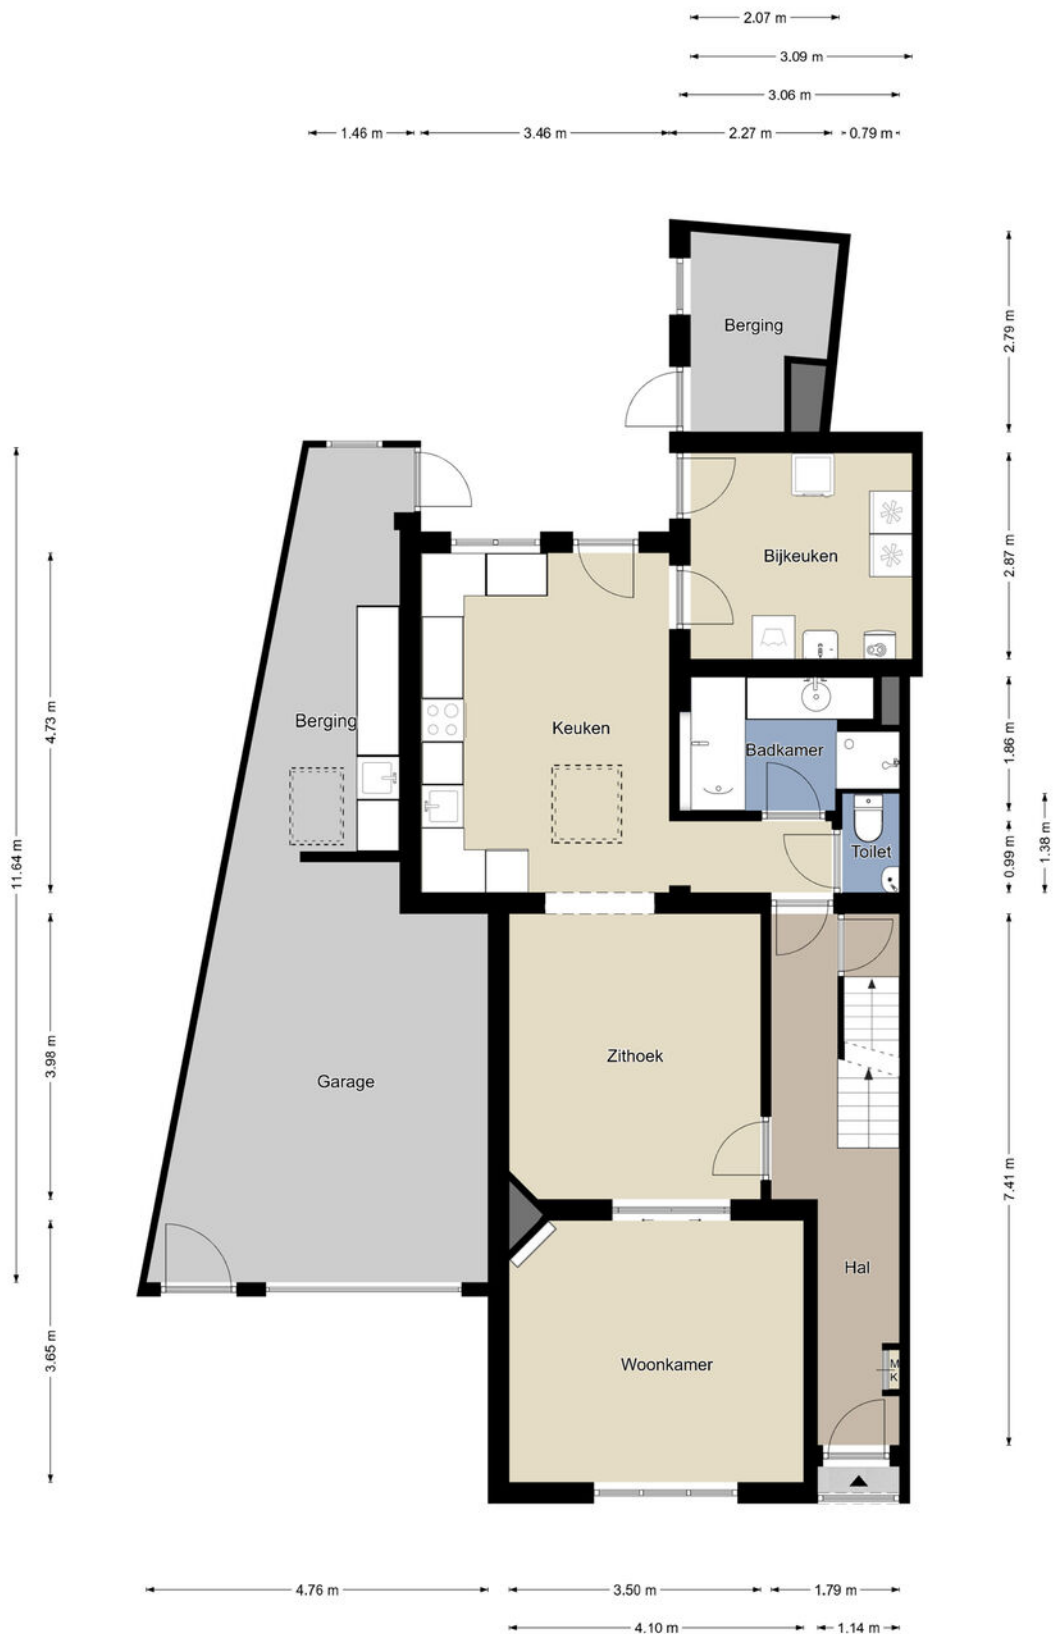 2.07 m
3.09 m
3.06 m
1.46 m
3.46 m
2.27 m
0.79 m
Berging
2.79 m
Bijkeuken
2.87 m
Berging
Keuken
Badkamer
4.73 m
1.86 m
Toilet
11.64 m
0.99 m
1.38 m
Zithoek
3.98 m
Garage
7.41 m
Hal
Woonkamer
3.65 m
M
K
4.76 m
3.50 m
1.79 m
4.10 m
1.14 m